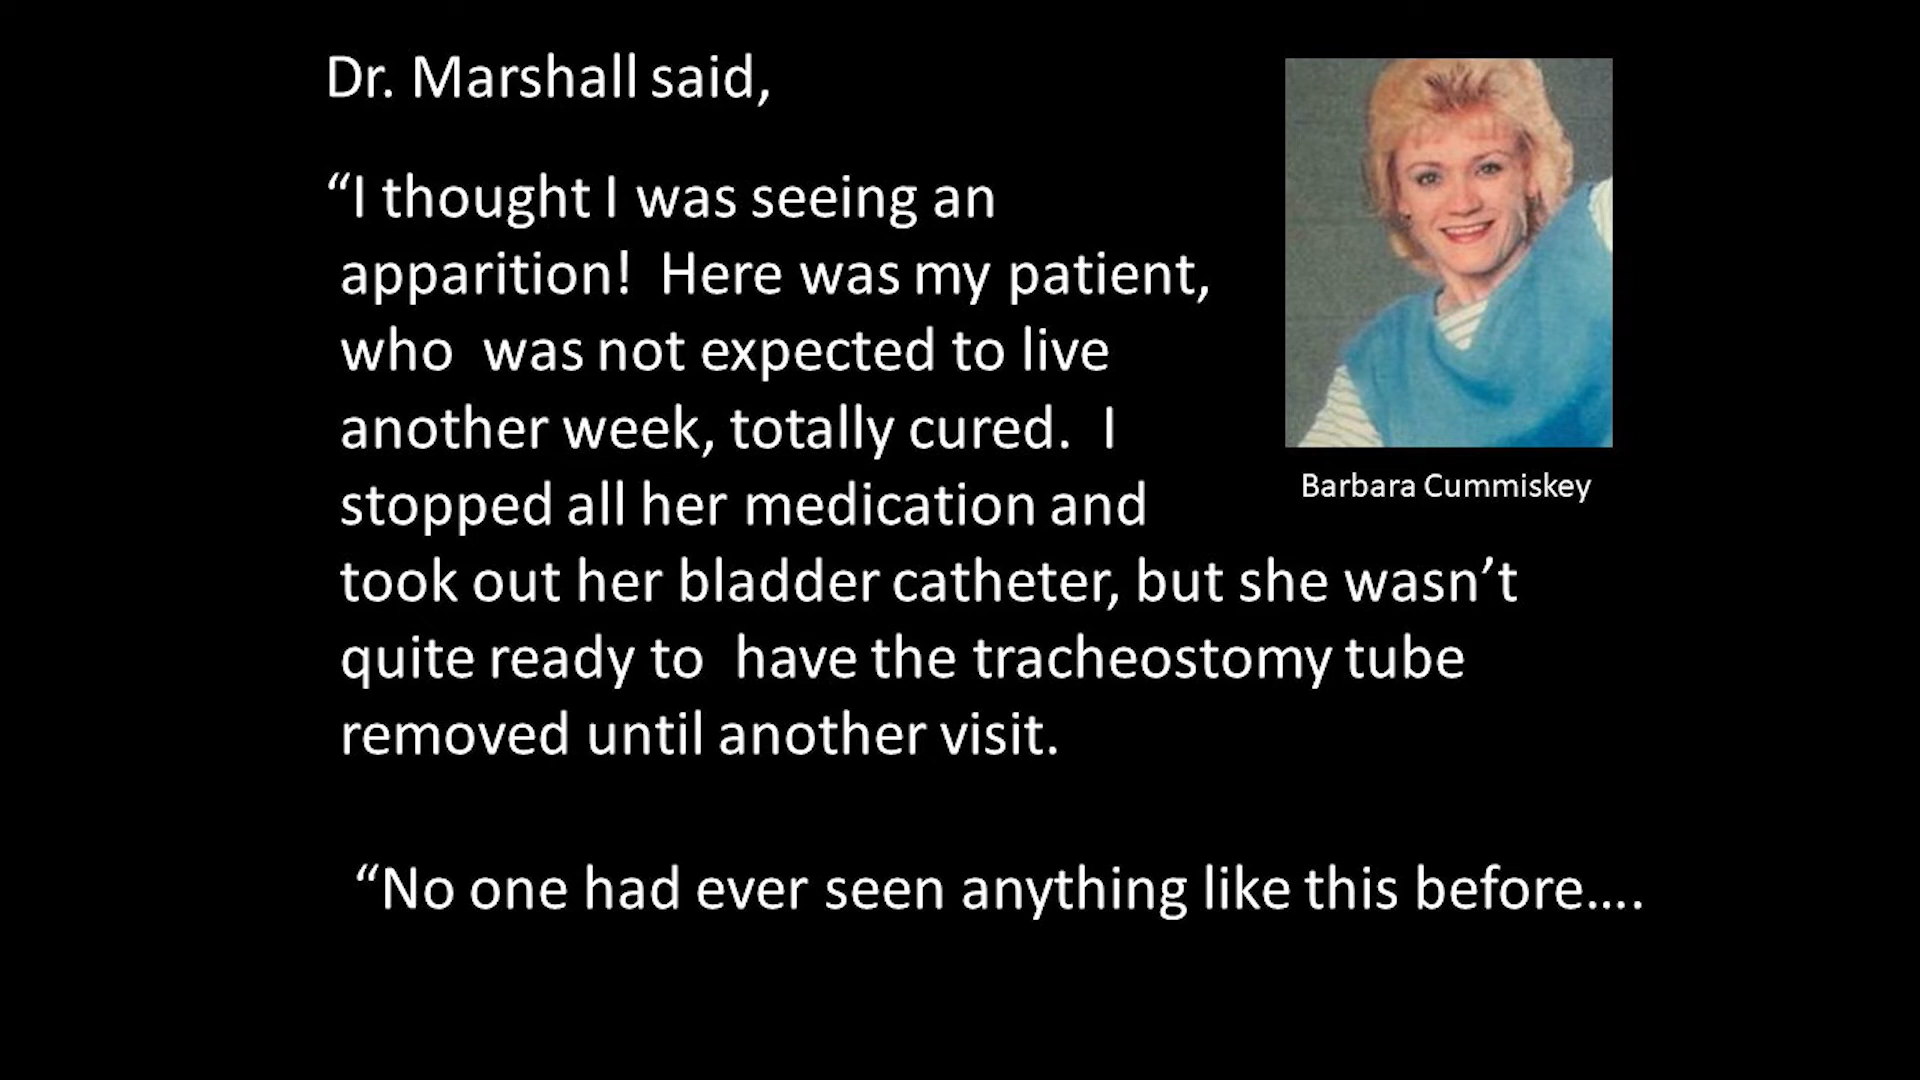 Dr. Marshall said,
“I thought I was seeing an
apparition!  Here was my patient,
who  was not expected to live
another week, totally cured.  I
stopped all her medication and
took out her bladder catheter, but she wasn’t
quite ready to  have the tracheostomy tube
removed until another visit.
“No one had ever seen anything like this before….
Barbara Cummiskey